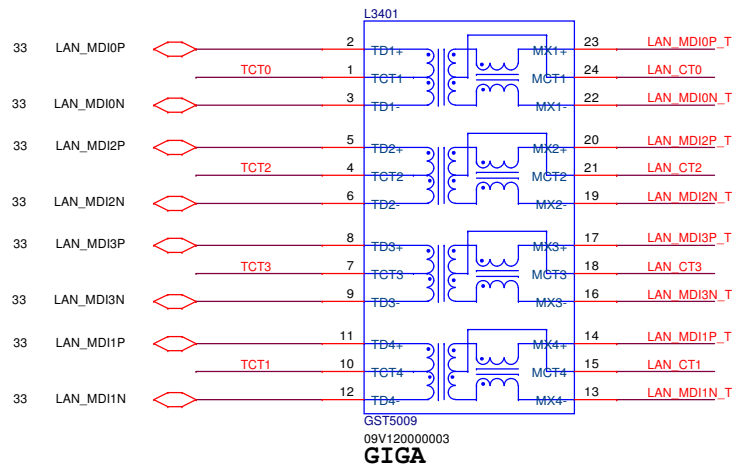 L3401
33 LAN_MDI0P 2 TD1+ MX1+ 23 LAN_MDI0P_T
TCT0 1 TCT1 MCT1 24 LAN_CT0
33 LAN_MDI0N 3 TD1- MX1- 22 LAN_MDI0N_T
33 LAN_MDI2P 5 TD2+ MX2+ 20 LAN_MDI2P_T
TCT2 4 TCT2 MCT2 21 LAN_CT2
33 LAN_MDI2N 6 TD2- MX2- 19 LAN_MDI2N_T
33 LAN_MDI3P 8 TD3+ MX3+ 17 LAN_MDI3P_T
TCT3 7 TCT3 MCT3 18 LAN_CT3
33 LAN_MDI3N 9 TD3- MX3- 16 LAN_MDI3N_T
33 LAN_MDI1P 11 TD4+ MX4+ 14 LAN_MDI1P_T
TCT1 10 TCT4 MCT4 15 LAN_CT1
33 LAN_MDI1N 12 TD4- MX4- 13 LAN_MDI1N_T
GST5009
09V120000003
GIGA